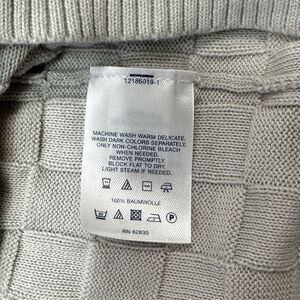 12186019-1
MACHINE WASH WARM DELICATE.
WASH DARK COLORS SEPARATELY.
ONLY NON-CHLORINE BLEACH
WHEN NEEDED.
REMOVE PROMPTLY.
BLOCK FLAT TO DRY.
LIGHT STEAM IF NEEDED.
100% BAUMWOLLE
RN 62830